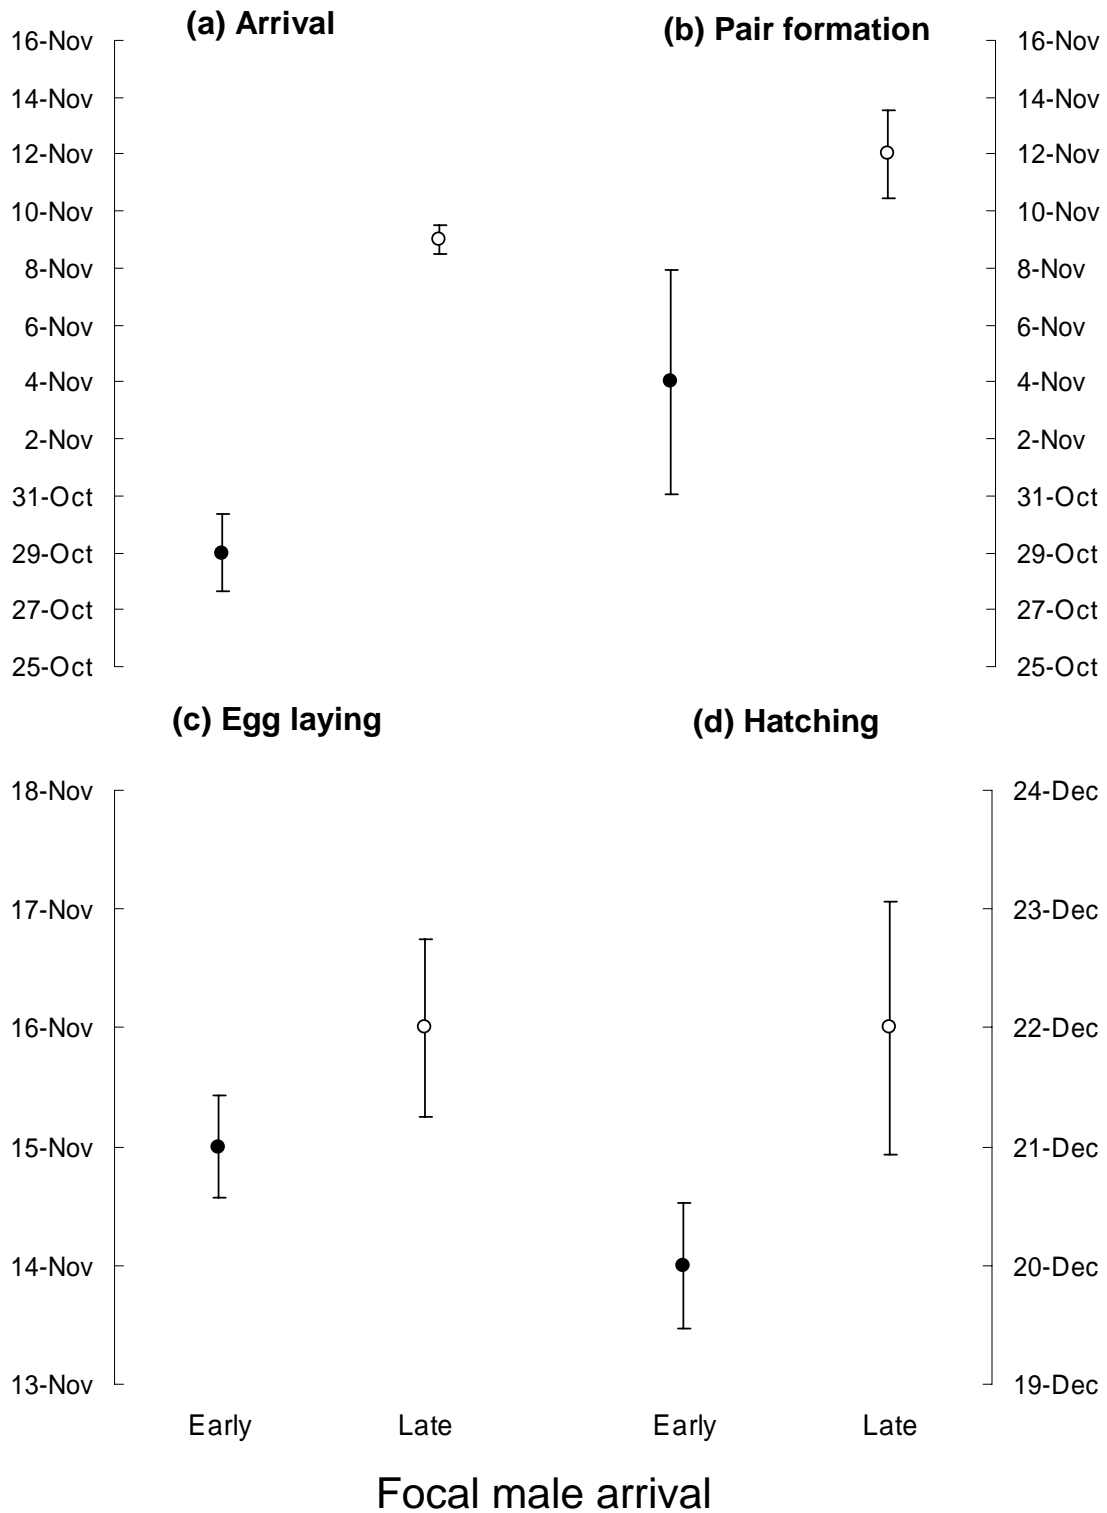 (a) Arrival
(b) Pair formation
16-Nov
14-Nov
12-Nov
10-Nov
8-Nov
6-Nov
4-Nov
2-Nov
31-Oct
29-Oct
27-Oct
25-Oct
16-Nov
14-Nov
12-Nov
10-Nov
8-Nov
6-Nov
4-Nov
2-Nov
31-Oct
29-Oct
27-Oct
25-Oct
(c) Egg laying
(d) Hatching
18-Nov
17-Nov
16-Nov
15-Nov
14-Nov
13-Nov
24-Dec
23-Dec
22-Dec
21-Dec
20-Dec
19-Dec
Early Late Early Late
Focal male arrival